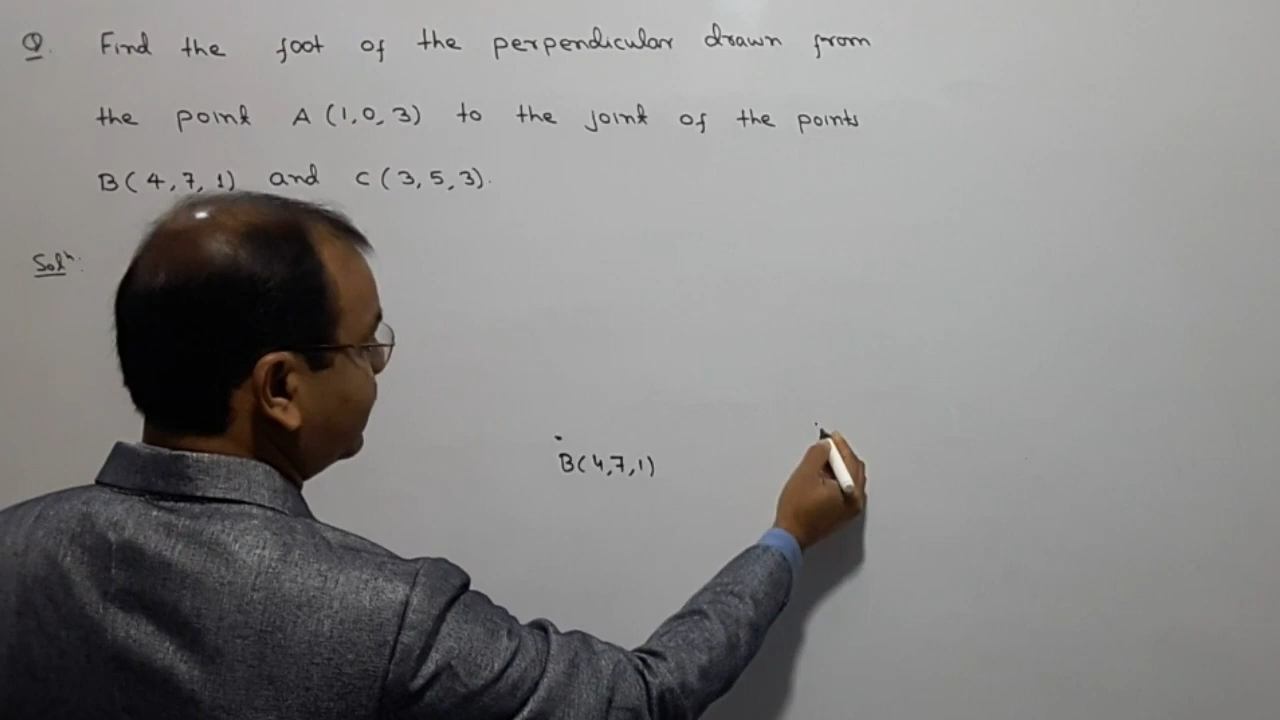 Q. Find the foot of the perpendicular drawn from
the point A (1,0,3) to the joint of the points
B(4,7,1) and C(3,5,3).
Solⁿ:
B(4,7,1)